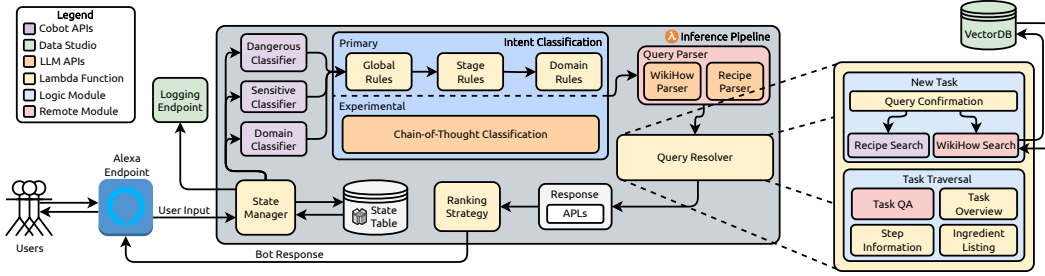 Legend
Cobot APIs
Data Studio
LLM APIs
Lambda Function
Logic Module
Remote Module
Logging
Endpoint
Alexa
Endpoint
Users
User Input
Bot Response
Inference Pipeline
Dangerous
Classifier
Sensitive
Classifier
Domain
Classifier
State
Manager
State
Table
Primary
Intent Classification
Global
Rules
Stage
Rules
Domain
Rules
Experimental
Chain-of-Thought Classification
Query Parser
WikiHow
Parser
Recipe
Parser
Query Resolver
Response
APLs
Ranking
Strategy
VectorDB
New Task
Query Confirmation
Recipe Search
WikiHow Search
Task Traversal
Task QA
Task
Overview
Step
Information
Ingredient
Listing